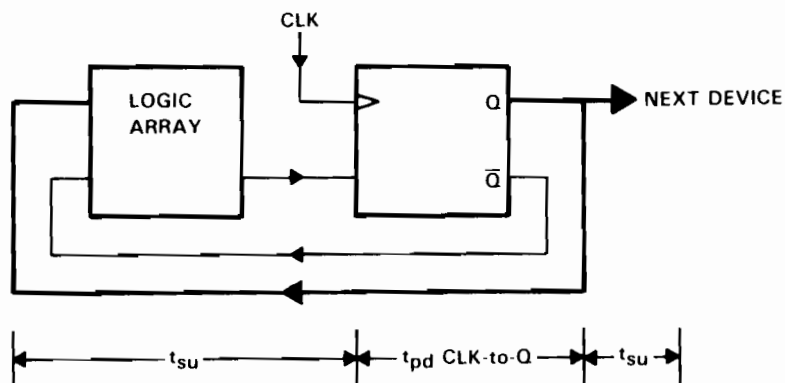 CLK
LOGIC
ARRAY
Q
NEXT DEVICE
Q̅
tsu
tpd CLK-to-Q
tsu